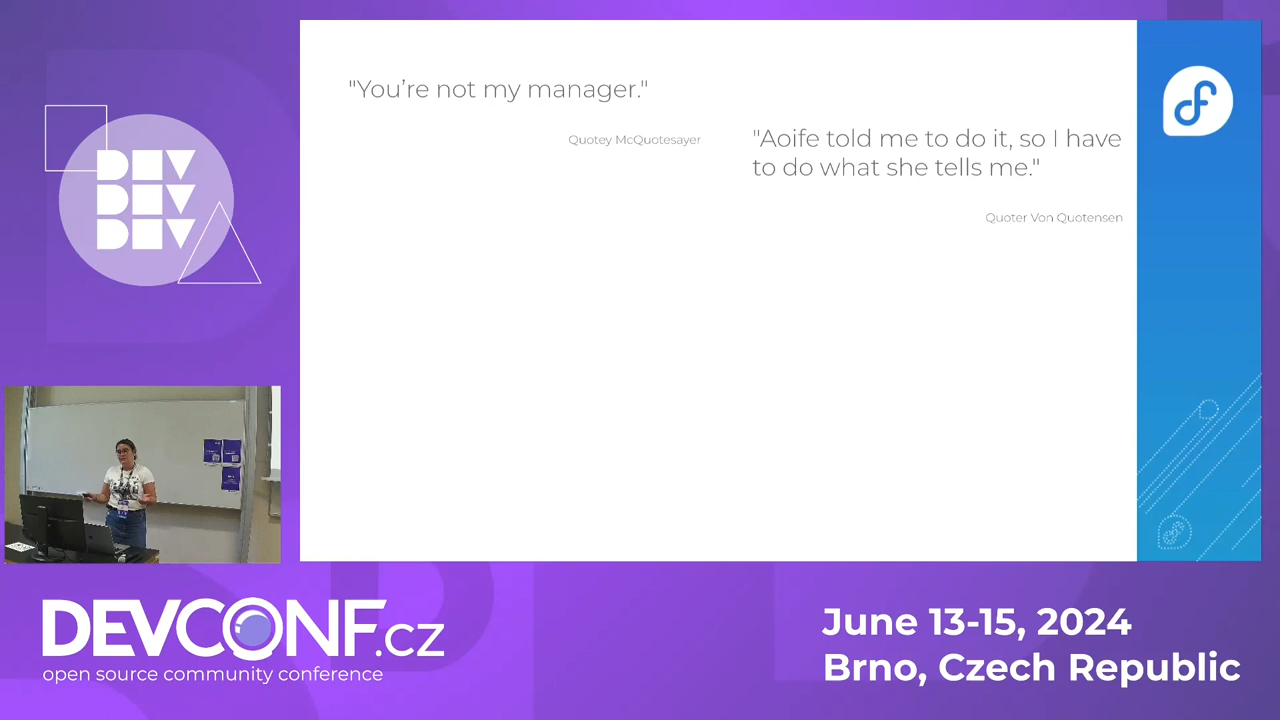 "You’re not my manager."
Quotey McQuotesayer
"Aoife told me to do it, so I have
to do what she tells me."
Quoter Von Quotensen
DEV
DEV
DEV
DEVCONF.cz
open source community conference
June 13-15, 2024
Brno, Czech Republic